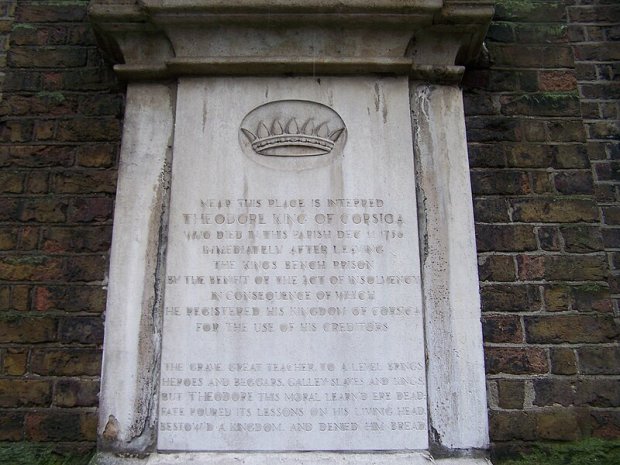 NEAR THIS PLACE IS INTERRED
THEODORE KING OF CORSICA
WHO DIED IN THIS PARISH DEC 11 1756
IMMEDIATELY AFTER LEAVING
THE KINGS BENCH PRISON
BY THE BENEFIT OF THE ACT OF INSOLVENCY
IN CONSEQUENCE OF WHICH
HE REGISTERED HIS KINGDOM OF CORSICA
FOR THE USE OF HIS CREDITORS
THE GRAVE, GREAT TEACHER, TO A LEVEL BRINGS
HEROES AND BEGGARS, GALLEY SLAVES AND KINGS,
BUT THEODORE THIS MORAL LEARN'D ERE DEAD;
FATE POURED ITS LESSONS ON HIS LIVING HEAD,
BESTOW'D A KINGDOM, AND DENIED HIM BREAD.